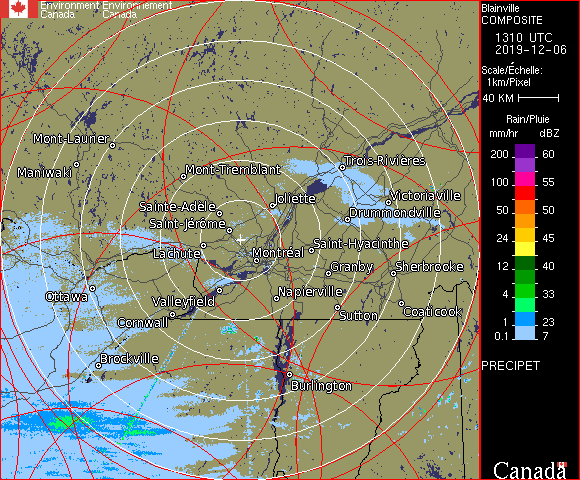 Environment Environnement
Canada Canada
Blainville
COMPOSITE
1310 UTC
2019-12-06
Scale/Échelle:
1km/Pixel
40 KM
Rain/Pluie
mm/hr dBZ
200 60
100 55
50 50
24 45
12 40
4 33
1 23
0.1 7
PRECIPET
Mont-Laurier
Maniwaki
Mont-Tremblant
Trois-Rivières
Joliette
Victoriaville
Sainte-Adèle
Drummondville
Saint-Jérôme
Lachute
Montréal
Saint-Hyacinthe
Granby
Sherbrooke
Ottawa
Valleyfield
Napierville
Cornwall
Sutton
Coaticook
Brockville
Burlington
Canada